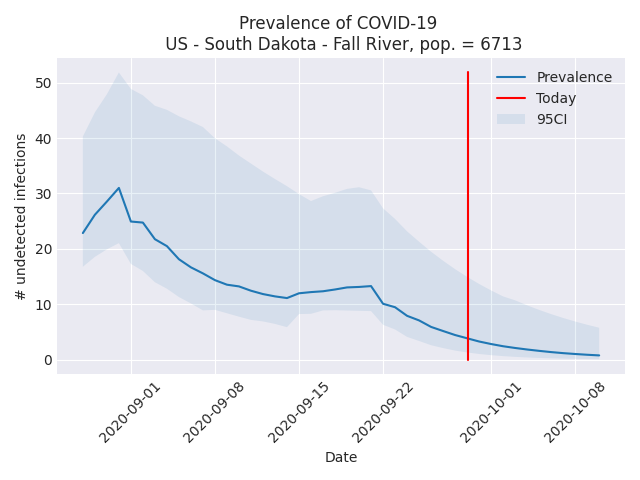 Prevalence of COVID-19
US - South Dakota - Fall River, pop. = 6713
Prevalence
Today
95CI
# undetected infections
50
40
30
20
10
0
2020-09-01
2020-09-08
2020-09-15
2020-09-22
2020-10-01
2020-10-08
Date